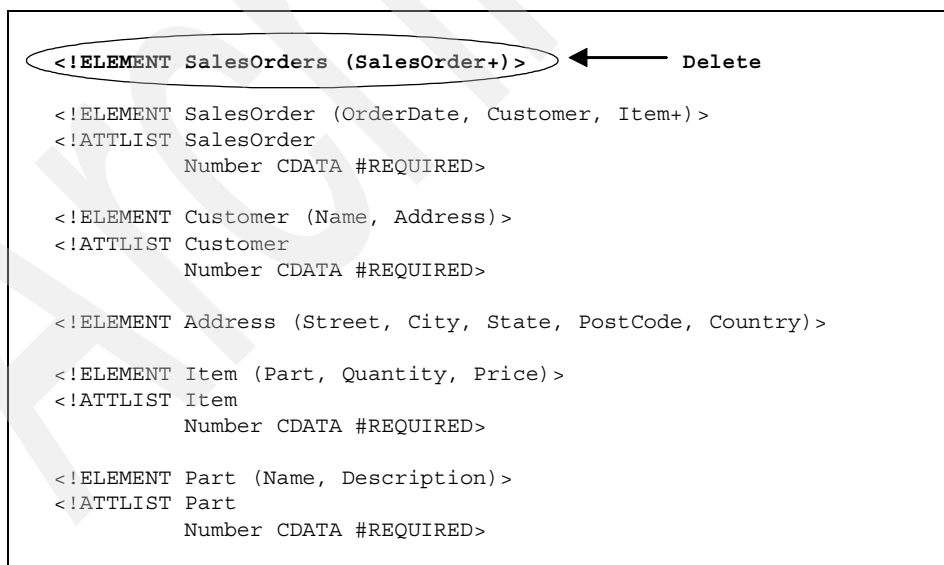 <!ELEMENT SalesOrders (SalesOrder+)> Delete
<!ELEMENT SalesOrder (OrderDate, Customer, Item+)>
<!ATTLIST SalesOrder
Number CDATA #REQUIRED>
<!ELEMENT Customer (Name, Address)>
<!ATTLIST Customer
Number CDATA #REQUIRED>
<!ELEMENT Address (Street, City, State, PostCode, Country)>
<!ELEMENT Item (Part, Quantity, Price)>
<!ATTLIST Item
Number CDATA #REQUIRED>
<!ELEMENT Part (Name, Description)>
<!ATTLIST Part
Number CDATA #REQUIRED>